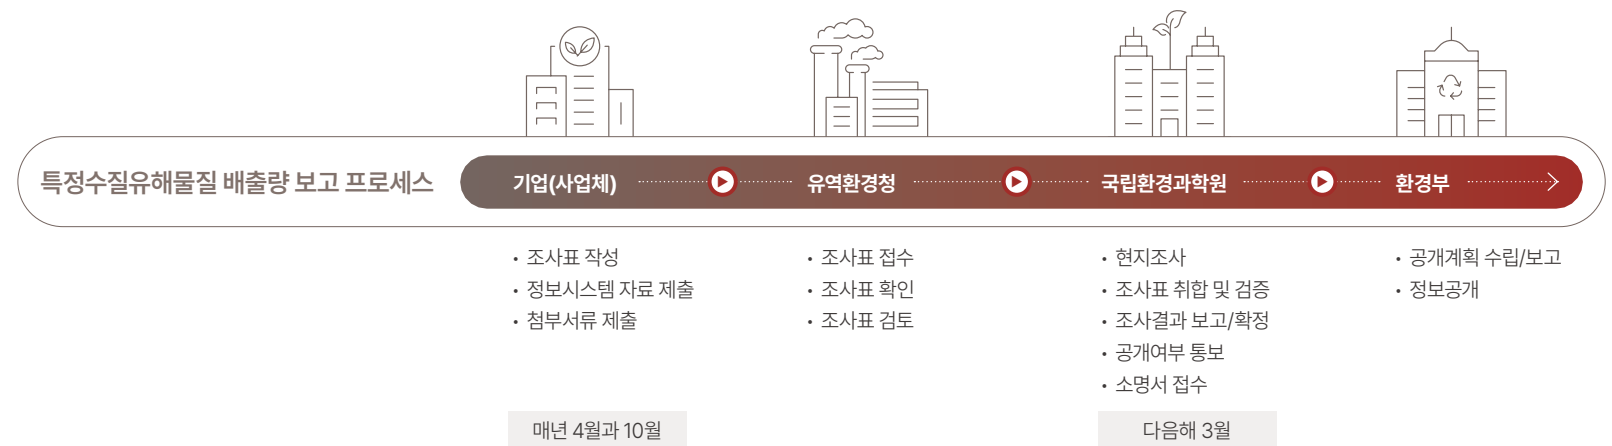 특정수질유해물질 배출량 보고 프로세스
기업(사업체)
유역환경청
국립환경과학원
환경부
• 조사표 작성
• 정보시스템 자료 제출
• 첨부서류 제출
• 조사표 접수
• 조사표 확인
• 조사표 검토
• 현지조사
• 조사표 취합 및 검증
• 조사결과 보고/확정
• 공개여부 통보
• 소명서 접수
• 공개계획 수립/보고
• 정보공개
매년 4월과 10월
다음해 3월